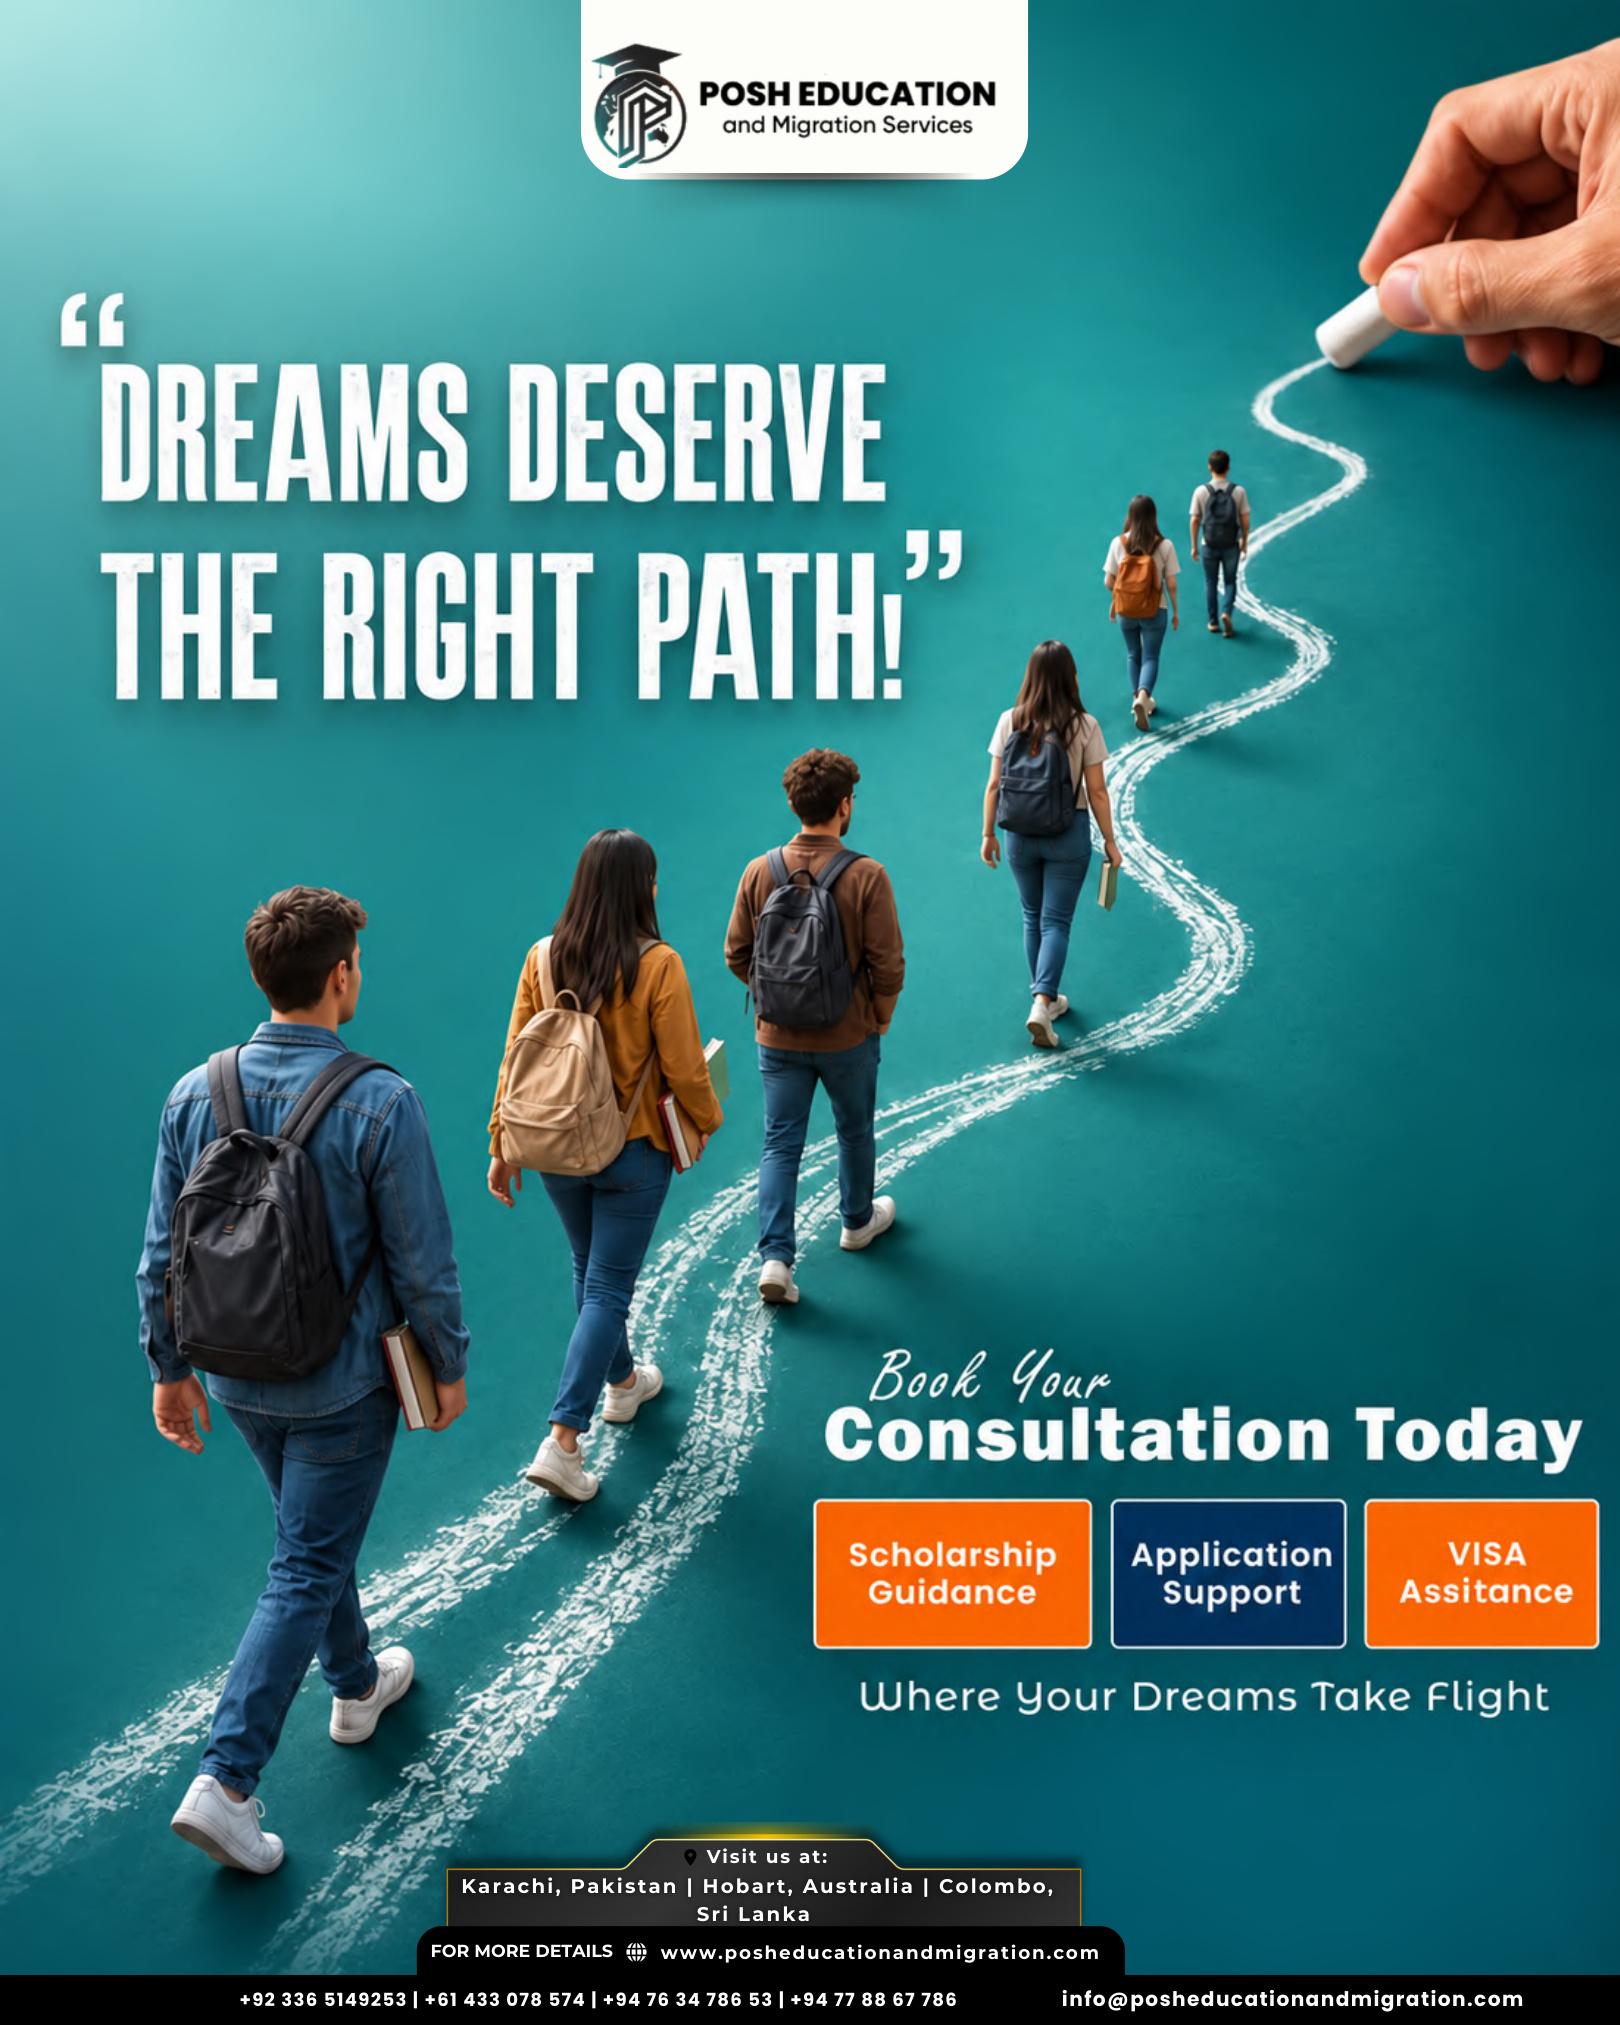 POSH EDUCATION
and Migration Services
“DREAMS DESERVE
THE RIGHT PATH!”
Book Your
Consultation Today
Scholarship
Guidance
Application
Support
VISA
Assitance
Where Your Dreams Take Flight
Visit us at:
Karachi, Pakistan | Hobart, Australia | Colombo,
Sri Lanka
FOR MORE DETAILS www.posheducationandmigration.com
+92 336 5149253 | +61 433 078 574 | +94 76 34 786 53 | +94 77 88 67 786 info@posheducationandmigration.com